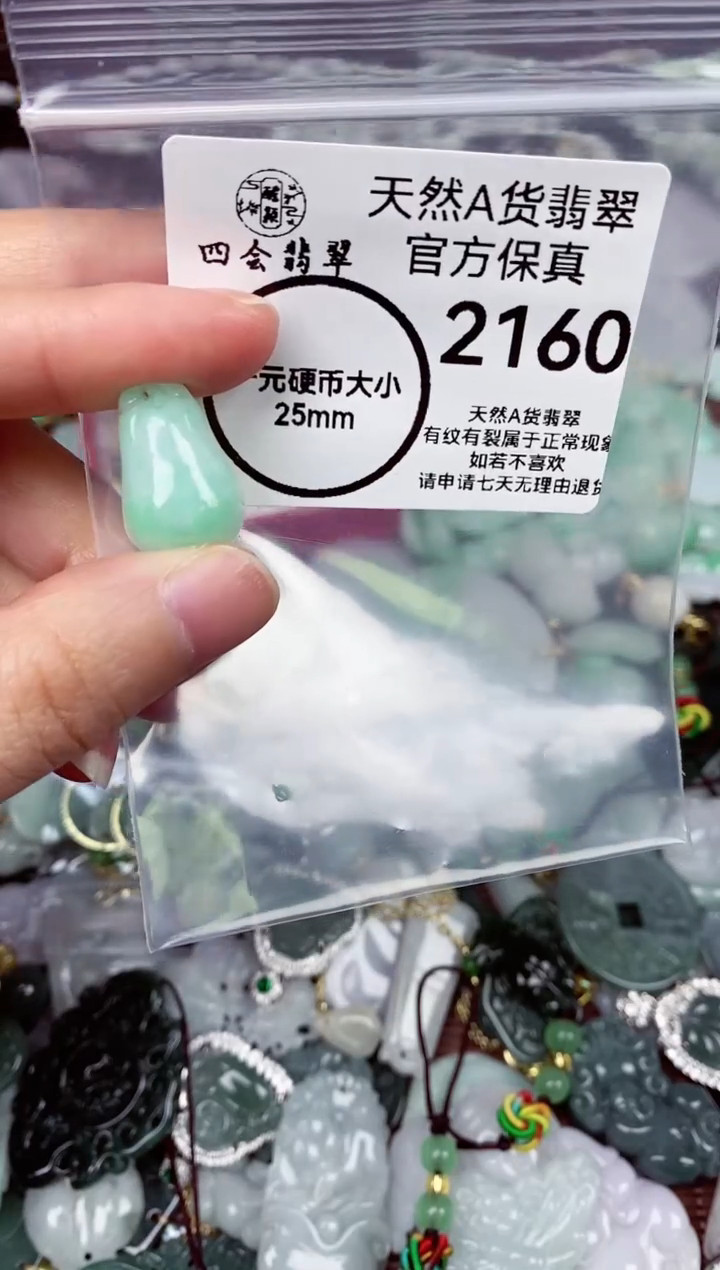 四会翡翠
天然A货翡翠
官方保真
2160
元硬币大小
25mm
天然A货翡翠
有纹有裂属于正常现象
如若不喜欢
请申请七天无理由退货